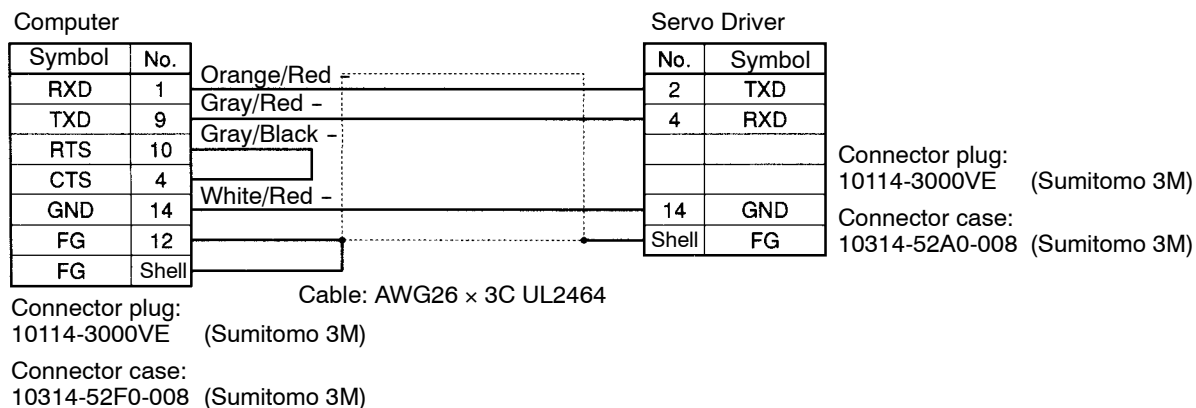 Computer
Servo Driver
Symbol No.
RXD 1
TXD 9
RTS 10
CTS 4
GND 14
FG 12
FG Shell
Orange/Red –
Gray/Red –
Gray/Black –
White/Red –
No. Symbol
2 TXD
4 RXD
14 GND
Shell FG
Connector plug:
10114-3000VE (Sumitomo 3M)
Connector case:
10314-52A0-008 (Sumitomo 3M)
Cable: AWG26 × 3C UL2464
Connector plug:
10114-3000VE (Sumitomo 3M)
Connector case:
10314-52F0-008 (Sumitomo 3M)